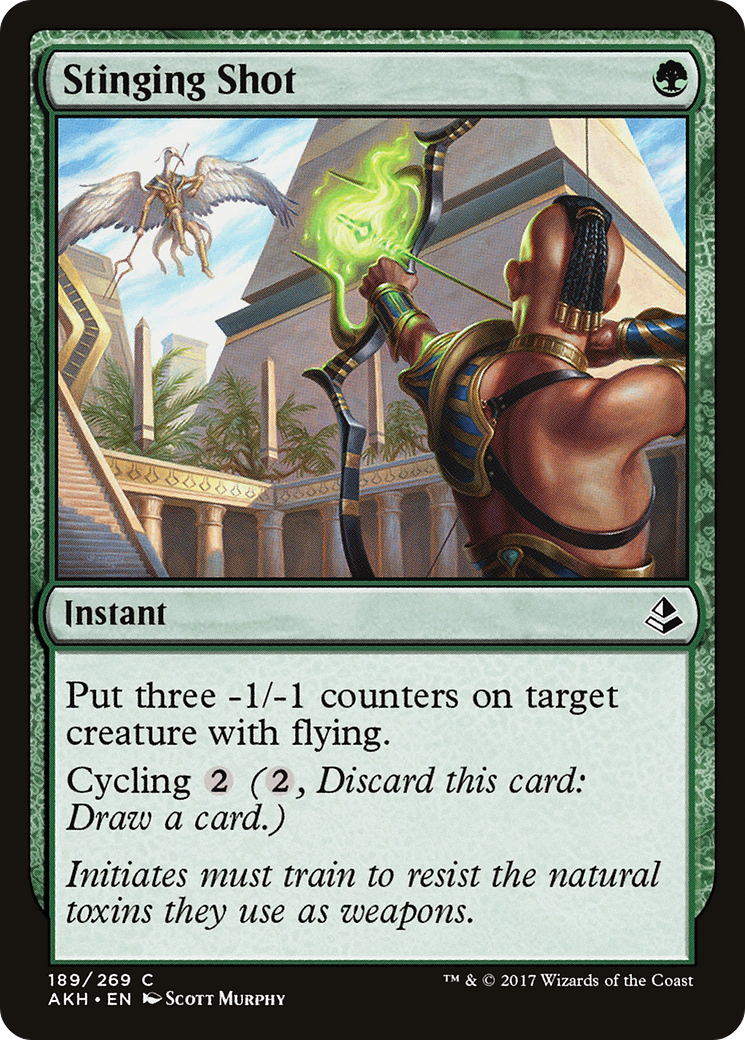 Stinging Shot
Instant
Put three -1/-1 counters on target
creature with flying.
Cycling 2 (2, Discard this card:
Draw a card.)
Initiates must train to resist the natural
toxins they use as weapons.
189/269 C
™ & © 2017 Wizards of the Coast
AKH • EN Scott Murphy